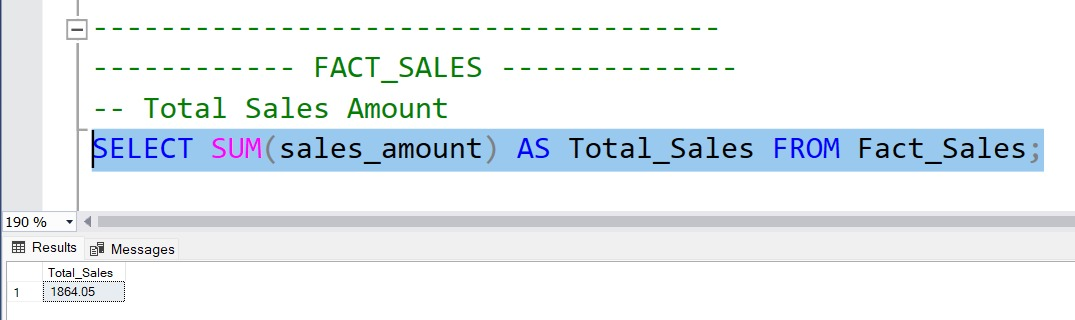 -------------------------------------
------------ FACT_SALES --------------
-- Total Sales Amount
SELECT SUM(sales_amount) AS Total_Sales FROM Fact_Sales;
190 %
Results Messages
Total_Sales
1 1864.05